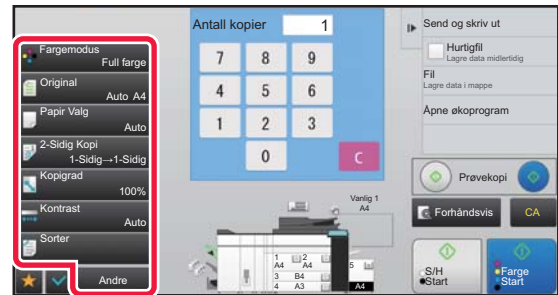 Fargemodus
Full farge
Original
Auto A4
Papir Valg
Auto
2-Sidig Kopi
1-Sidig→1-Sidig
Kopigrad
100%
Kontrast
Auto
Sorter
Andre
Antall kopier 1
7 8 9
4 5 6
1 2 3
0 C
Vanlig 1
A4
1 A4
2 A4
3 B4
4 A3
5
A4
Send og skriv ut
Hurtigfil
Lagre data midlertidig
Fil
Lagre data i mappe
Åpne økoprogram
Prøvekopi
Forhåndsvis
CA
S/H
Start
Farge
Start